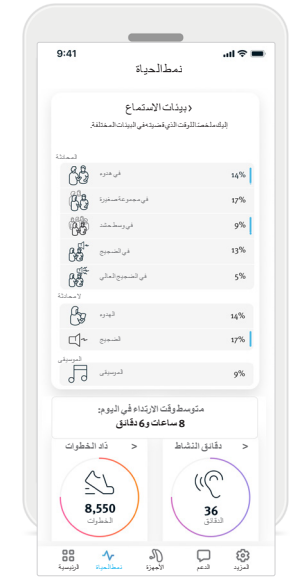 9:41
نمط الحياة
بيئات الاستماع
إليك ملخصًا للوقت الذي قضيته في البيئات المختلفة.
المحادثة
في هدوء 14%
في مجموعة صغيرة 17%
في وسط حشد 9%
في الضجيج 13%
في الضجيج العالي 5%
لا محادثة
الهدوء 14%
الضجيج 17%
الموسيقى
الموسيقى 9%
متوسط وقت الارتداء في اليوم:
8 ساعات و6 دقائق
دقائق النشاط >
36
الدقائق
ذاد الخطوات >
8,550
الخطوات
المزيد
الدعم
الأجهزة
نمط الحياة
الرئيسية